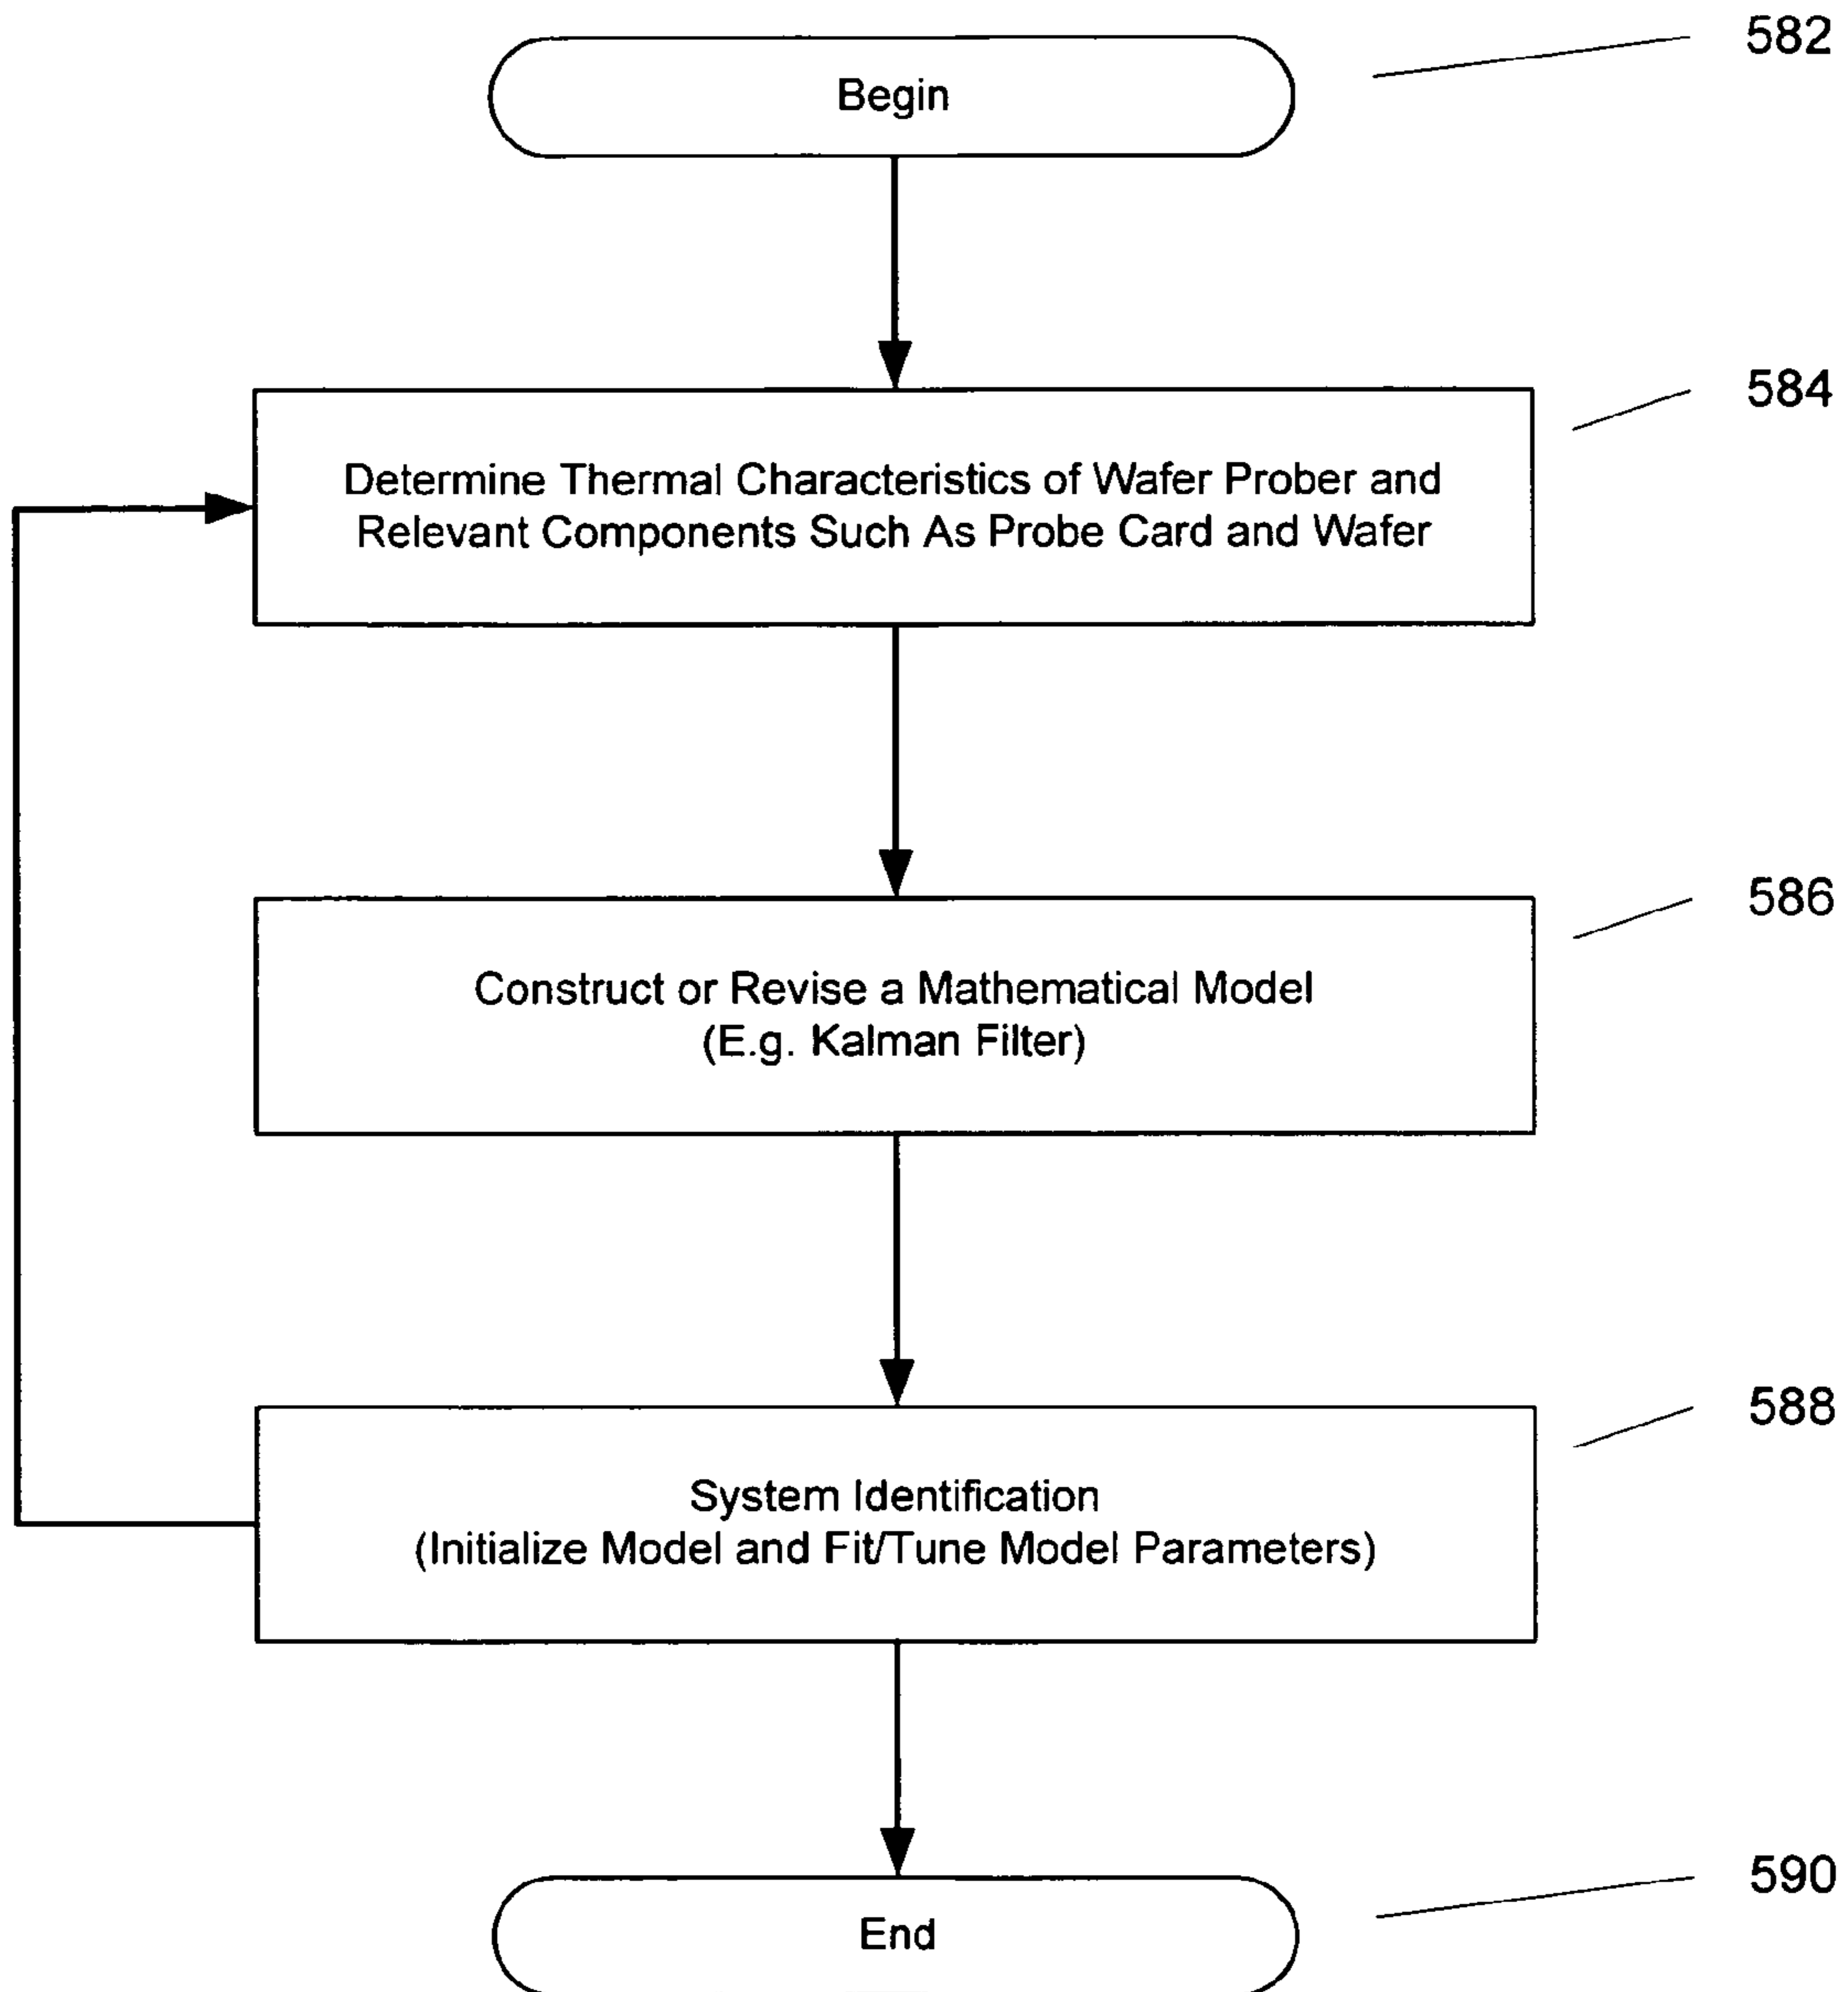 582
Begin
584
Determine Thermal Characteristics of Wafer Prober and
Relevant Components Such As Probe Card and Wafer
586
Construct or Revise a Mathematical Model
(E.g. Kalman Filter)
588
System Identification
(Initialize Model and Fit/Tune Model Parameters)
590
End